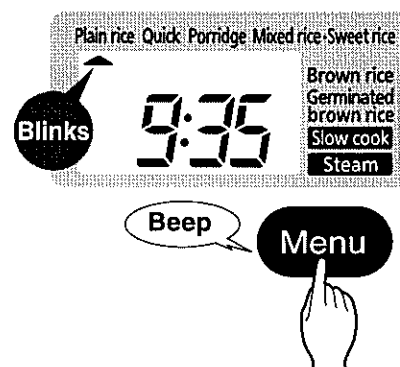 Plain rice Quick Porridge Mixed rice·Sweet rice
Brown rice
Germinated
brown rice
Blinks
9:35
Slow cook
Steam
Beep
Menu